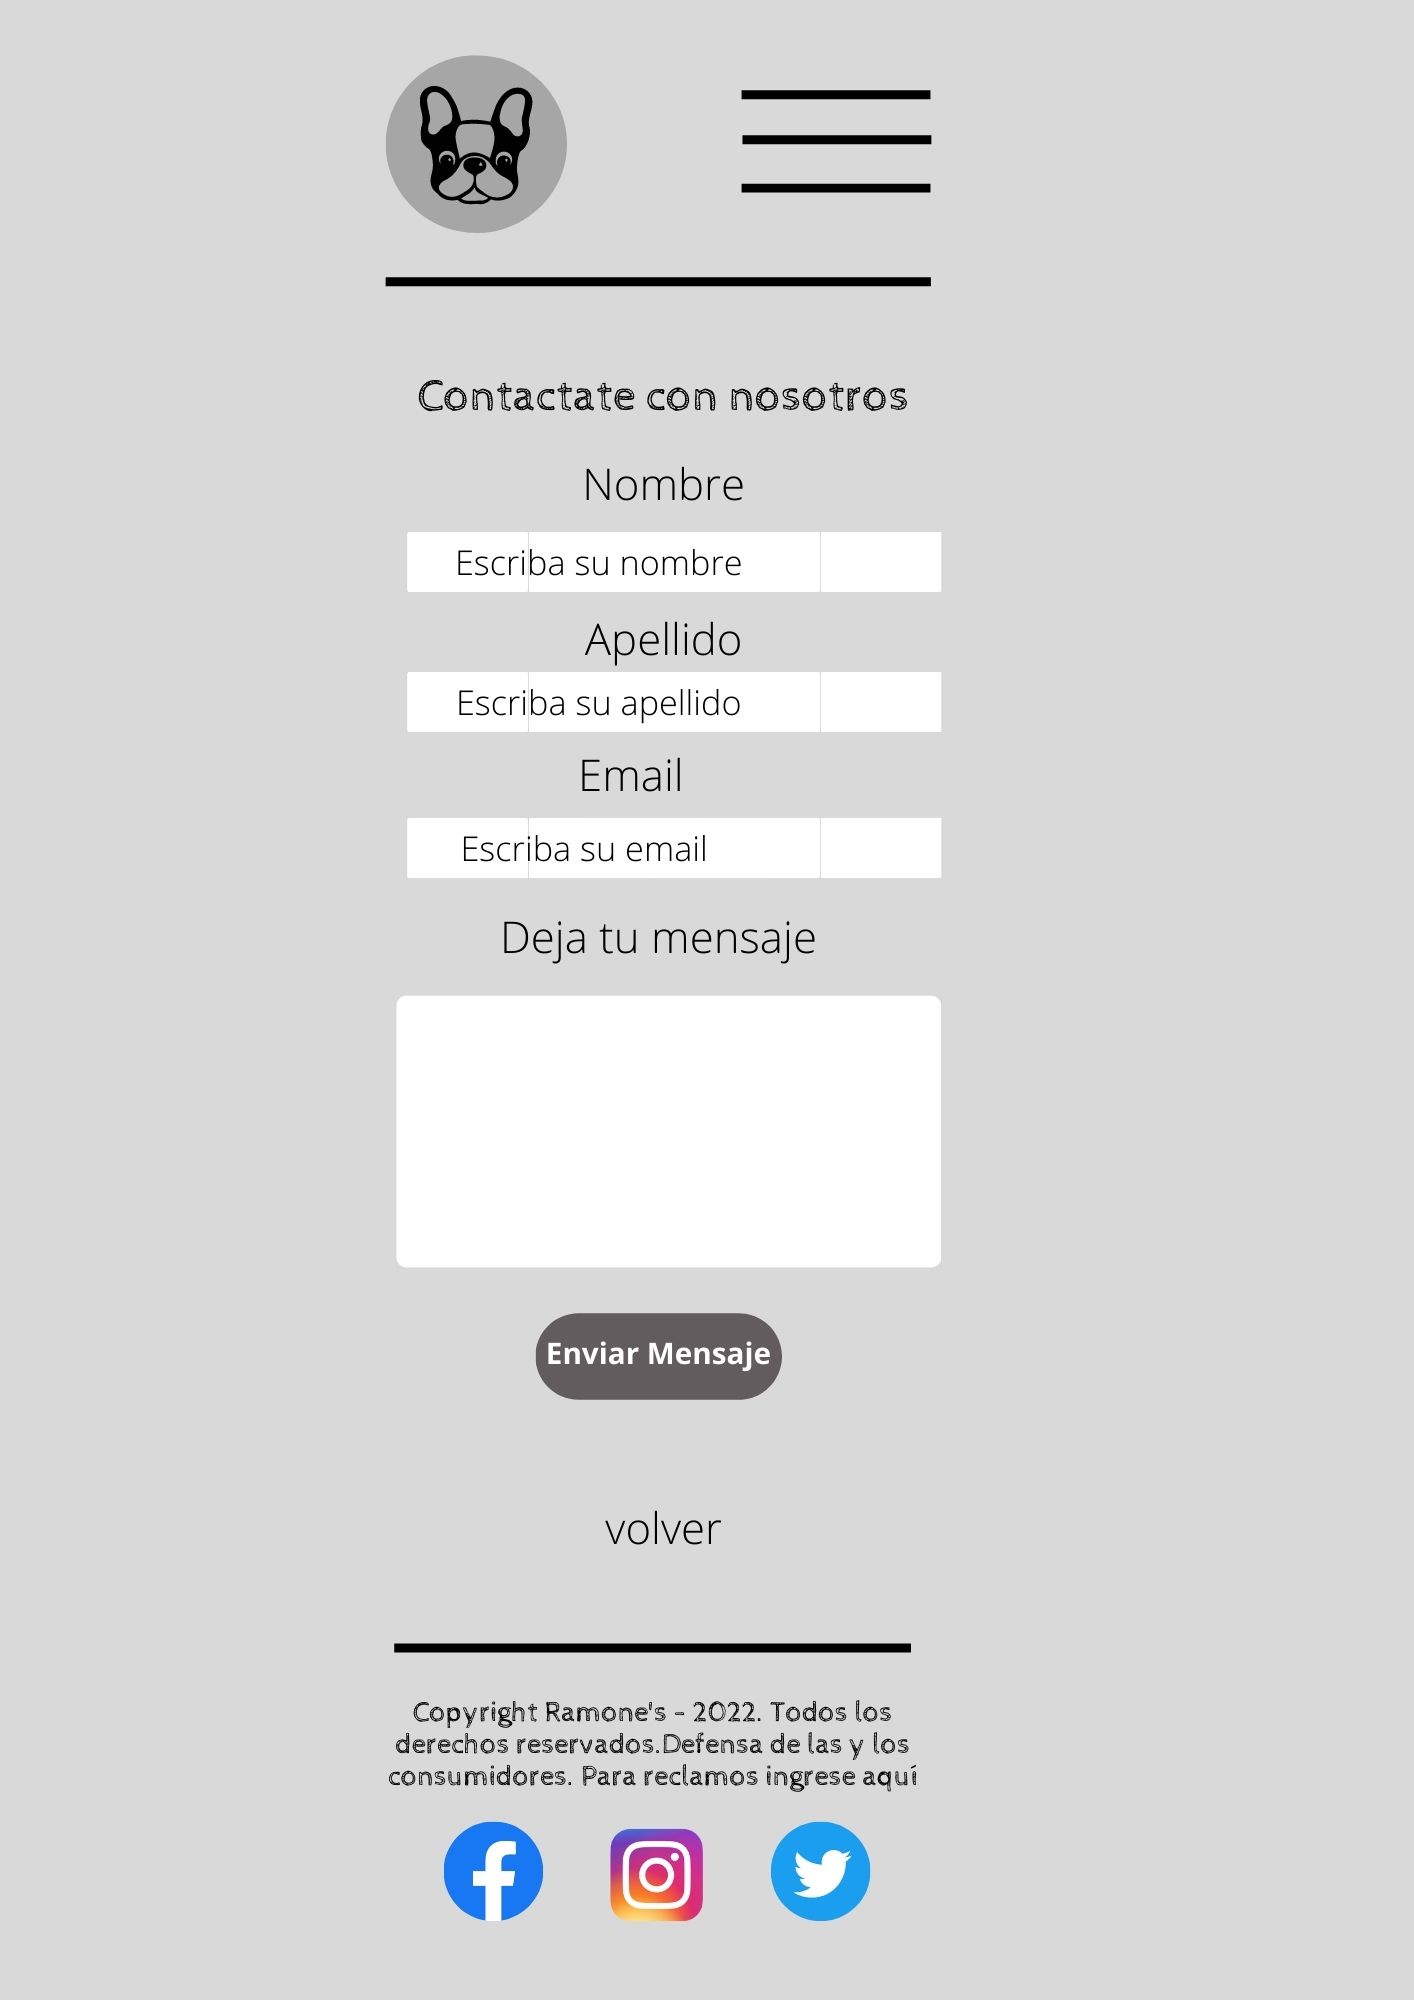 Contactate con nosotros
Nombre
Escriba su nombre
Apellido
Escriba su apellido
Email
Escriba su email
Deja tu mensaje
Enviar Mensaje
volver
Copyright Ramone's - 2022. Todos los
derechos reservados.Defensa de las y los
consumidores. Para reclamos ingrese aquí